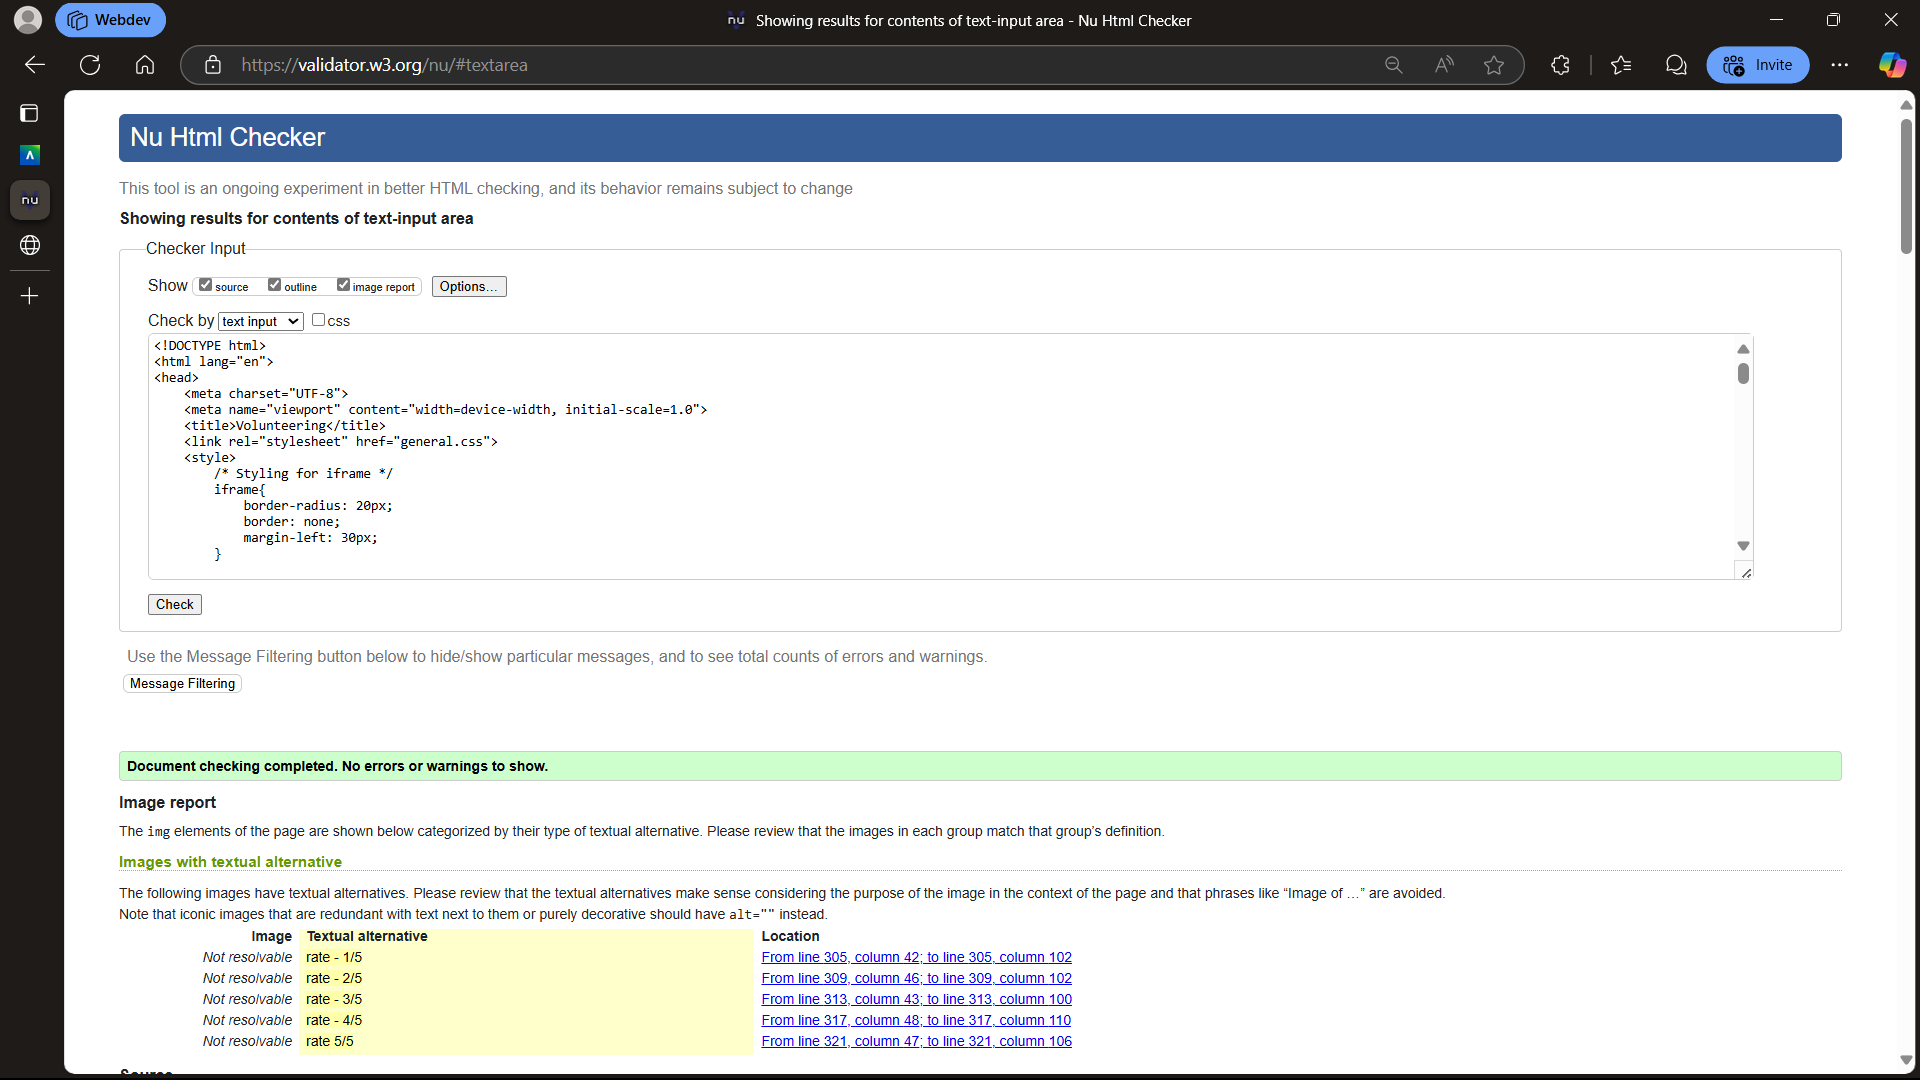 Webdev
nu Showing results for contents of text-input area - Nu Html Checker
https://validator.w3.org/nu/#textarea
Invite
nu
Nu Html Checker
This tool is an ongoing experiment in better HTML checking, and its behavior remains subject to change
Showing results for contents of text-input area
Checker Input
Show source outline image report Options...
Check by text input css
<!DOCTYPE html>
<html lang="en">
<head>
<meta charset="UTF-8">
<meta name="viewport" content="width=device-width, initial-scale=1.0">
<title>Volunteering</title>
<link rel="stylesheet" href="general.css">
<style>
/* Styling for iframe */
iframe{
border-radius: 20px;
border: none;
margin-left: 30px;
}
Check
Use the Message Filtering button below to hide/show particular messages, and to see total counts of errors and warnings.
Message Filtering
Document checking completed. No errors or warnings to show.
Image report
The img elements of the page are shown below categorized by their type of textual alternative. Please review that the images in each group match that group's definition.
Images with textual alternative
The following images have textual alternatives. Please review that the textual alternatives make sense considering the purpose of the image in the context of the page and that phrases like “Image of …” are avoided.
Note that iconic images that are redundant with text next to them or purely decorative should have alt="" instead.
Image Textual alternative Location
Not resolvable rate - 1/5 From line 305, column 42; to line 305, column 102
Not resolvable rate - 2/5 From line 309, column 46; to line 309, column 102
Not resolvable rate - 3/5 From line 313, column 43; to line 313, column 100
Not resolvable rate - 4/5 From line 317, column 48; to line 317, column 110
Not resolvable rate 5/5 From line 321, column 47; to line 321, column 106
Source